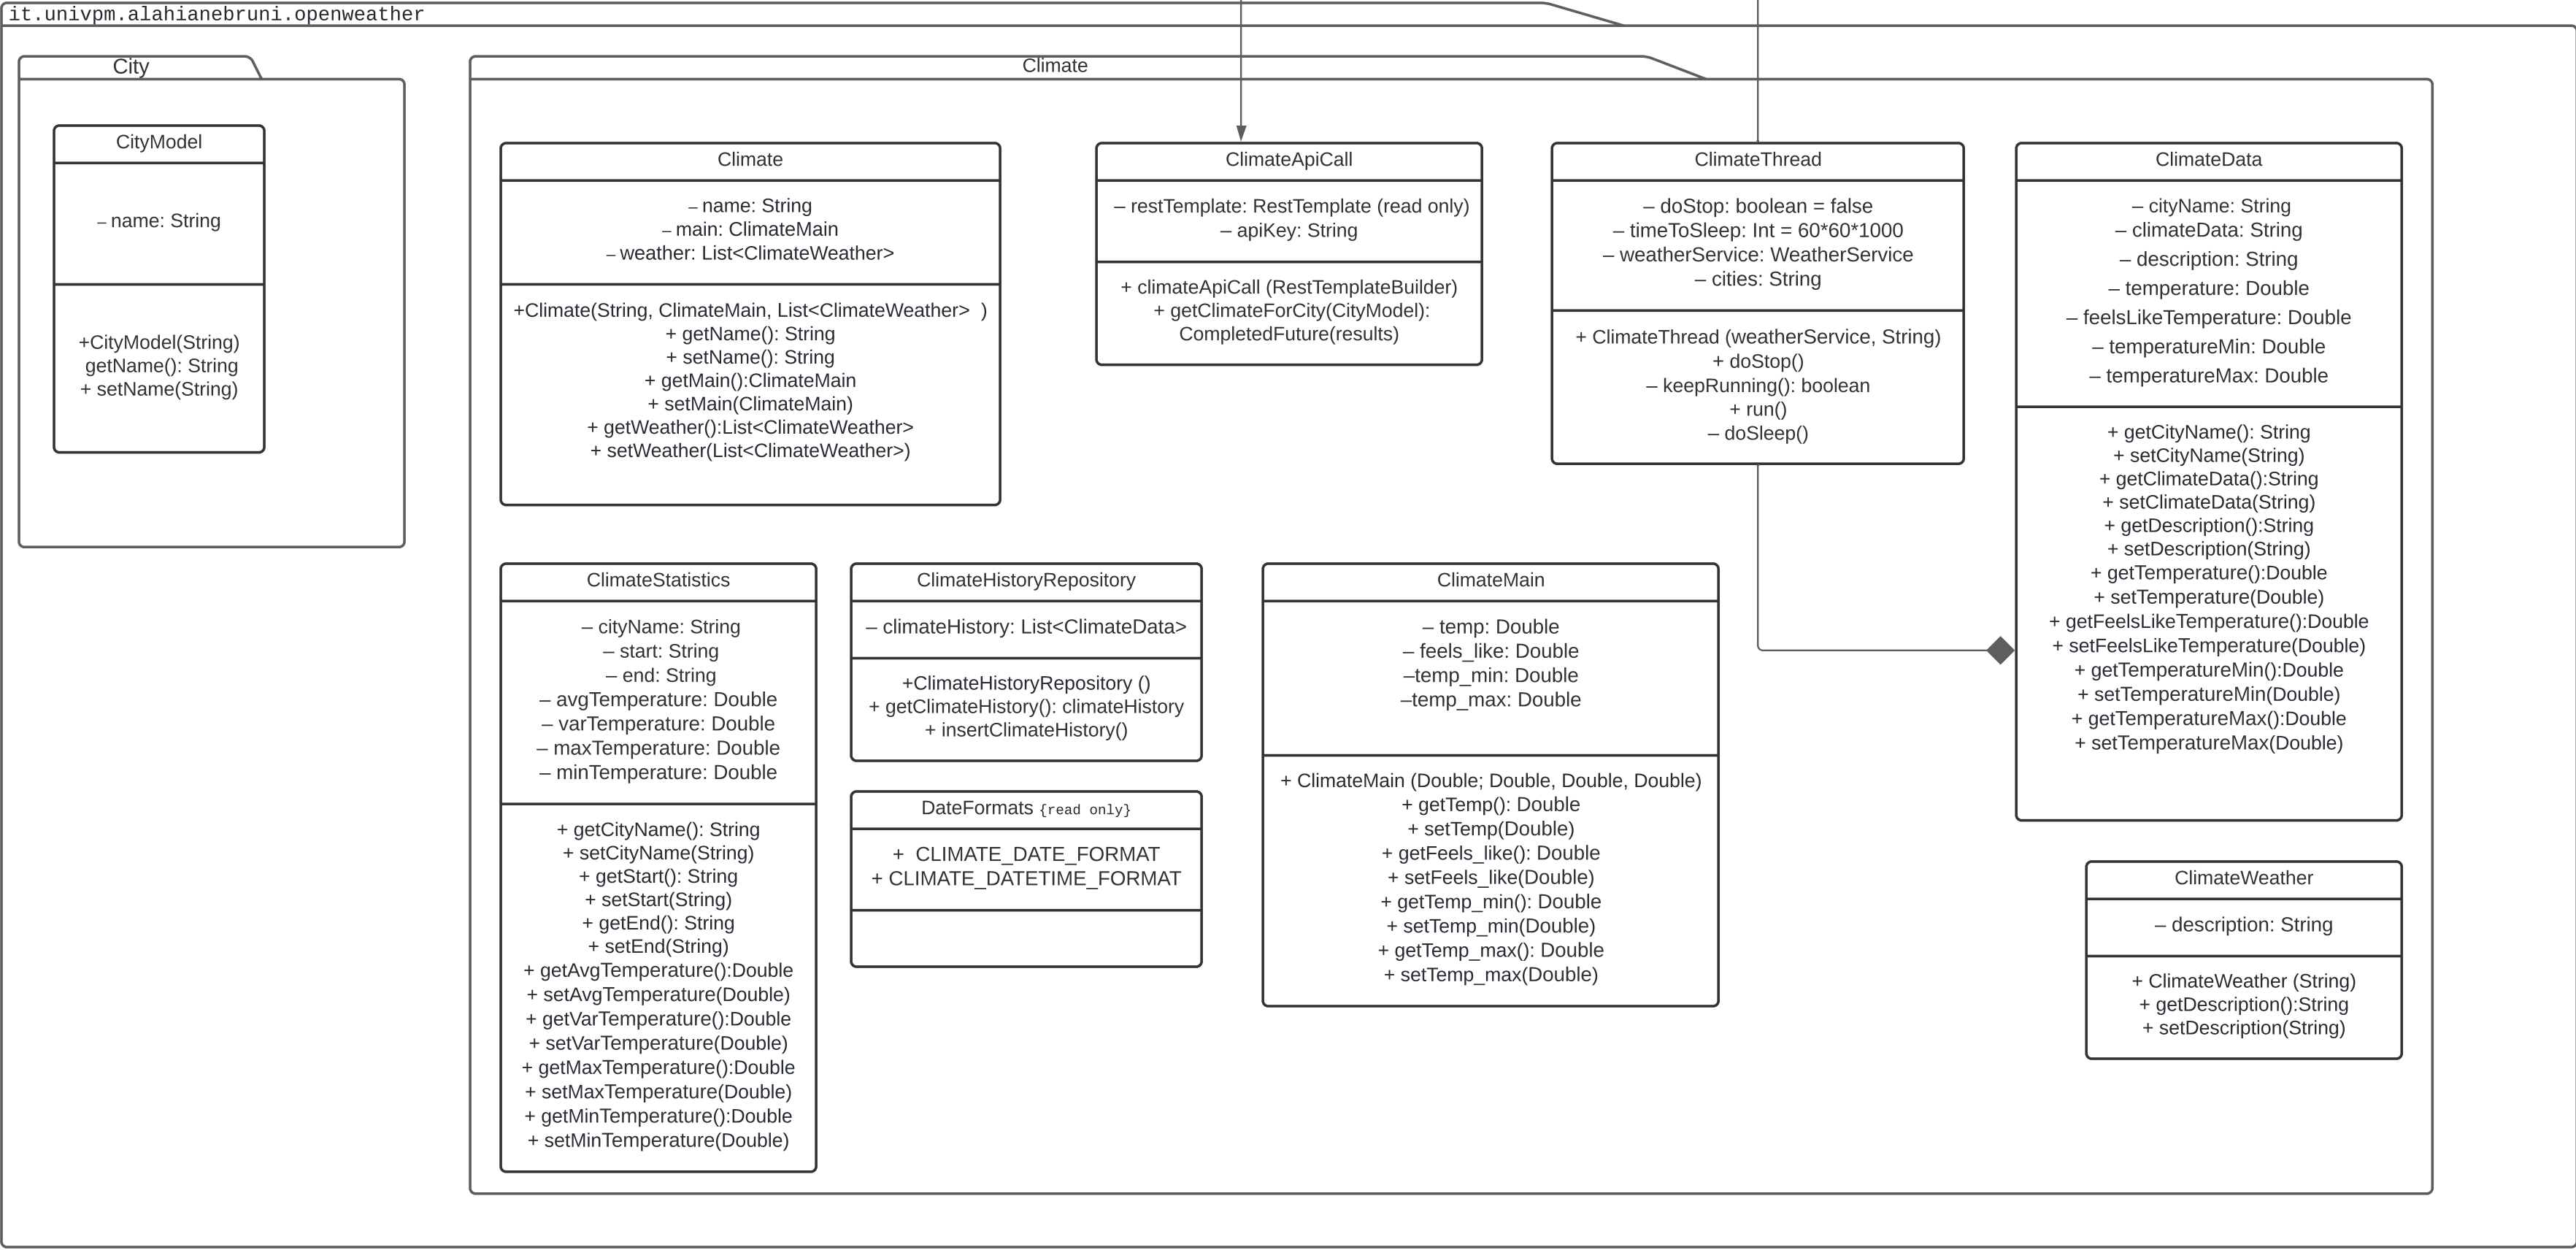 it.univpm.alahianebruni.openweather
City
CityModel
– name: String
+CityModel(String)
getName(): String
+ setName(String)
Climate
Climate
– name: String
– main: ClimateMain
– weather: List<ClimateWeather>
+Climate(String, ClimateMain, List<ClimateWeather>  )
+ getName(): String
+ setName(): String
+ getMain():ClimateMain
+ setMain(ClimateMain)
+ getWeather():List<ClimateWeather>
+ setWeather(List<ClimateWeather>)
ClimateApiCall
– restTemplate: RestTemplate (read only)
– apiKey: String
+ climateApiCall (RestTemplateBuilder)
+ getClimateForCity(CityModel):
CompletedFuture(results)
ClimateThread
– doStop: boolean = false
– timeToSleep: Int = 60*60*1000
– weatherService: WeatherService
– cities: String
+ ClimateThread (weatherService, String)
+ doStop()
– keepRunning(): boolean
+ run()
– doSleep()
ClimateData
– cityName: String
– climateData: String
– description: String
– temperature: Double
– feelsLikeTemperature: Double
– temperatureMin: Double
– temperatureMax: Double
+ getCityName(): String
+ setCityName(String)
+ getClimateData():String
+ setClimateData(String)
+ getDescription():String
+ setDescription(String)
+ getTemperature():Double
+ setTemperature(Double)
+ getFeelsLikeTemperature():Double
+ setFeelsLikeTemperature(Double)
+ getTemperatureMin():Double
+ setTemperatureMin(Double)
+ getTemperatureMax():Double
+ setTemperatureMax(Double)
ClimateStatistics
– cityName: String
– start: String
– end: String
– avgTemperature: Double
– varTemperature: Double
– maxTemperature: Double
– minTemperature: Double
+ getCityName(): String
+ setCityName(String)
+ getStart(): String
+ setStart(String)
+ getEnd(): String
+ setEnd(String)
+ getAvgTemperature():Double
+ setAvgTemperature(Double)
+ getVarTemperature():Double
+ setVarTemperature(Double)
+ getMaxTemperature():Double
+ setMaxTemperature(Double)
+ getMinTemperature():Double
+ setMinTemperature(Double)
ClimateHistoryRepository
– climateHistory: List<ClimateData>
+ClimateHistoryRepository ()
+ getClimateHistory(): climateHistory
+ insertClimateHistory()
DateFormats {read only}
+  CLIMATE_DATE_FORMAT
+ CLIMATE_DATETIME_FORMAT
ClimateMain
– temp: Double
– feels_like: Double
–temp_min: Double
–temp_max: Double
+ ClimateMain (Double; Double, Double, Double)
+ getTemp(): Double
+ setTemp(Double)
+ getFeels_like(): Double
+ setFeels_like(Double)
+ getTemp_min(): Double
+ setTemp_min(Double)
+ getTemp_max(): Double
+ setTemp_max(Double)
ClimateWeather
– description: String
+ ClimateWeather (String)
+ getDescription():String
+ setDescription(String)